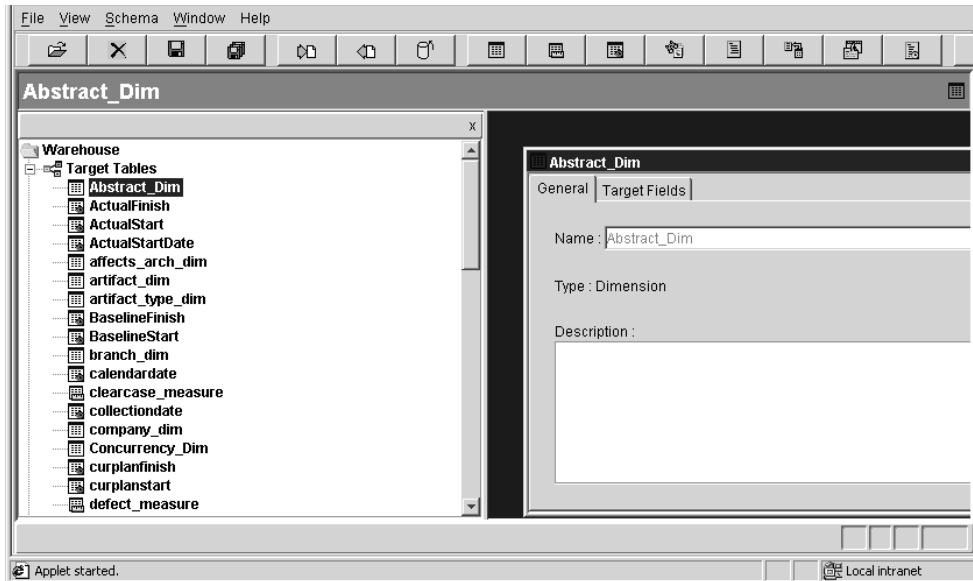 File View Schema Window Help
Abstract_Dim
x
Warehouse
Target Tables
Abstract_Dim
ActualFinish
ActualStart
ActualStartDate
affects_arch_dim
artifact_dim
artifact_type_dim
BaselineFinish
BaselineStart
branch_dim
calendardate
clearcase_measure
collectiondate
company_dim
Concurrency_Dim
curplanfinish
curplanstart
defect_measure
Abstract_Dim
General Target Fields
Name : Abstract_Dim
Type : Dimension
Description :
Applet started. Local intranet